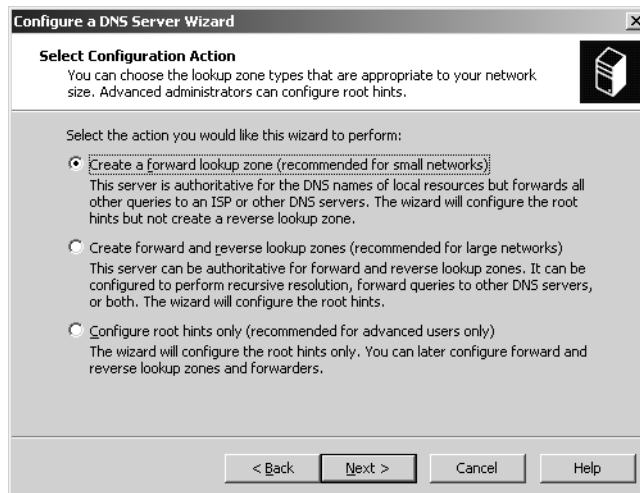 Configure a DNS Server Wizard
Select Configuration Action
You can choose the lookup zone types that are appropriate to your network
size. Advanced administrators can configure root hints.
Select the action you would like this wizard to perform:
Create a forward lookup zone (recommended for small networks)
This server is authoritative for the DNS names of local resources but forwards all
other queries to an ISP or other DNS servers. The wizard will configure the root
hints but not create a reverse lookup zone.
Create forward and reverse lookup zones (recommended for large networks)
This server can be authoritative for forward and reverse lookup zones. It can be
configured to perform recursive resolution, forward queries to other DNS servers,
or both. The wizard will configure the root hints.
Configure root hints only (recommended for advanced users only)
The wizard will configure the root hints only. You can later configure forward and
reverse lookup zones and forwarders.
< Back Next > Cancel Help